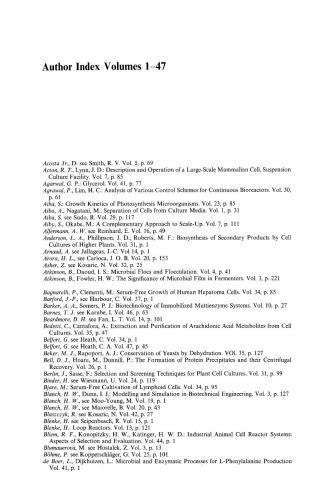 Author Index Volumes 1–47
Acosta Jr., D. see Smith, R. V. Vol. 5, p. 69
Acton, R. T., Lynn, J. D.: Description and Operation of a Large-Scale Mammalian Cell, Suspension
Culture Facility. Vol. 7, p. 85
Agarwal, G. P.: Glycerol. Vol. 41, p. 77
Agrawal, P., Lim, H. C.: Analysis of Various Control Schemes for Continuous Bioreactors. Vol. 30,
p. 61
Aiba, S.: Growth Kinetics of Photosynthetic Microorganisms. Vol. 23, p. 85
Aiba, A., Nagatani, M.: Separation of Cells from Culture Media. Vol. 1, p. 31
Aiba, S. see Sudo, R. Vol. 29, p. 117
Aiby, S., Okabe, M.: A Complementary Approach to Scale-Up. Vol. 7, p. 111
Alfermann, A. W. see Reinhard, E. Vol. 16, p. 49
Anderson, L. A., Phillipson, J. D., Roberts, M. F.: Biosynthesis of Secondary Products by Cell
Cultures of Higher Plants. Vol. 31, p. 1
Arnaud, A. see Jallageas, J.-C. Vol 14, p. 1
Arora, H. L., see Carioca, J. O. B. Vol. 20, p. 153
Asher, Z. see Kosaric, N. Vol. 32, p. 25
Atkinson, B., Daoud, I. S.: Microbial Flocs and Flocculation. Vol. 4, p. 41
Atkinson, B., Fowler, H. W.: The Significance of Microbial Film in Fermentors. Vol. 3, p. 221
Bagnarelli, P., Clementi, M.: Serum-Free Growth of Human Hepatoma Cells. Vol. 34, p. 85
Barford, J.-P., see Harbour, C. Vol. 37, p. 1
Barker, A. A., Somers, P. J.: Biotechnology of Immobilized Multienzyme Systems. Vol. 10, p. 27
Barnes, T. J. see Karube, I. Vol. 46, p. 63
Beardmore, D. H. see Fan, L. T. Vol. 14, p. 101
Bedetti, C., Cantafora, A.: Extraction and Purification of Arachidonic Acid Metabolites from Cell
Cultures. Vol. 35, p. 47
Belfort, G. see Heath, C. Vol. 34, p. 1
Belfort, G. see Heath, C. A. Vol. 47, p. 45
Beker, M. J., Rapoport, A. J.: Conservation of Yeasts by Dehydration. VOl. 35, p. 127
Bell, D. J., Hoare, M., Dunnill, P.: The Formation of Protein Precipitates and their Centrifugal
Recovery. Vol. 26, p. 1
Berlin, J., Sasse, F.: Selection and Screening Techniques for Plant Cell Cultures. Vol. 31, p. 99
Binder, H. see Wiesmann, U. Vol. 24, p. 119
Bjare, M.: Serum-Free Cultivation of Lymphoid Cells. Vol. 34, p. 95
Blanch, H. W., Dunn, I. J.: Modelling and Simulation in Biotechnical Engineering. Vol. 3, p. 127
Blanch, H. W., see Moo-Young, M. Vol. 19, p. 1
Blanch, H. W., see Maiorelle, B. Vol. 20, p. 43
Blaszczyk, R. see Kosaric, N. Vol. 42, p. 27
Blenke, H. see Seipenbusch, R. Vol. 15, p. 1
Blenke, H.: Loop Reactors. Vol. 13, p. 121
Bliem, R. F., Konopitzky, K., Katinger, H. W. D.: Industrial Animal Cell Reactor Systems:
Aspects of Selection and Evaluation. Vol. 44, p. 1
Blumauerová, M. see Hostalek, Z. Vol. 3, p. 13
Böhme, P. see Kopperschläger, G. Vol. 25, p. 101
de Boer, L., Dijkhuizen, L.: Microbial and Enzymatic Processes for L-Phenylalanine Production
Vol. 41, p. 1